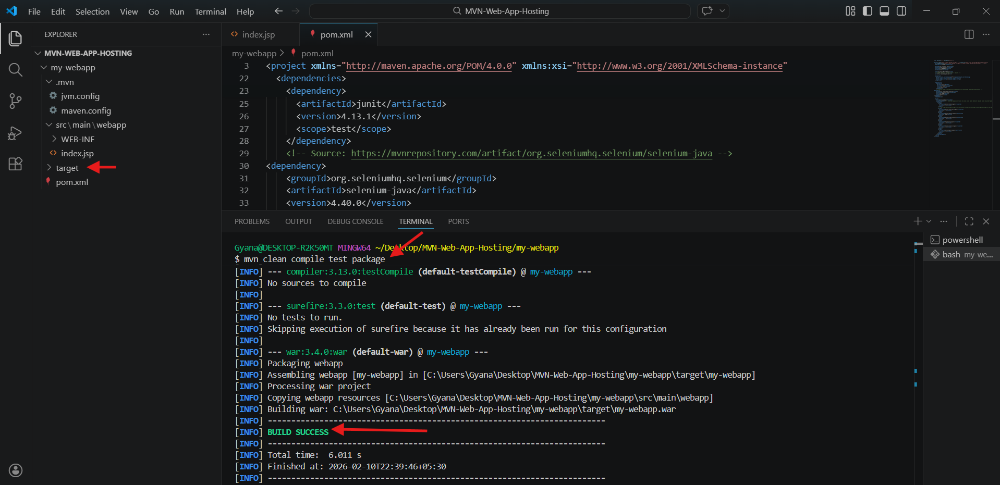 File Edit Selection View Go Run Terminal Help
MVN-Web-App-Hosting
EXPLORER
MVN-WEB-APP-HOSTING
my-webapp
.mvn
jvm.config
maven.config
src\main\webapp
WEB-INF
index.jsp
target
pom.xml
index.jsp
pom.xml
my-webapp > pom.xml
3 <project xmlns="http://maven.apache.org/POM/4.0.0" xmlns:xsi="http://www.w3.org/2001/XMLSchema-instance"
22 <dependencies>
23 <dependency>
25 <artifactId>junit</artifactId>
26 <version>4.13.1</version>
27 <scope>test</scope>
28 </dependency>
29 <!-- Source: https://mvnrepository.com/artifact/org.seleniumhq.selenium/selenium-java -->
30 <dependency>
31 <groupId>org.seleniumhq.selenium</groupId>
32 <artifactId>selenium-java</artifactId>
33 <version>4.40.0</version>
PROBLEMS OUTPUT DEBUG CONSOLE TERMINAL PORTS
powershell
bash my-we...
Gyana@DESKTOP-R2K50MT MINGW64 ~/Desktop/MVN-Web-App-Hosting/my-webapp
$ mvn clean compile test package
[INFO] --- compiler:3.13.0:testCompile (default-testCompile) @ my-webapp ---
[INFO] No sources to compile
[INFO]
[INFO] --- surefire:3.3.0:test (default-test) @ my-webapp ---
[INFO] No tests to run.
[INFO] Skipping execution of surefire because it has already been run for this configuration
[INFO]
[INFO] --- war:3.4.0:war (default-war) @ my-webapp ---
[INFO] Packaging webapp
[INFO] Assembling webapp [my-webapp] in [C:\Users\Gyana\Desktop\MVN-Web-App-Hosting\my-webapp\target\my-webapp]
[INFO] Processing war project
[INFO] Copying webapp resources [C:\Users\Gyana\Desktop\MVN-Web-App-Hosting\my-webapp\src\main\webapp]
[INFO] Building war: C:\Users\Gyana\Desktop\MVN-Web-App-Hosting\my-webapp\target\my-webapp.war
[INFO] ------------------------------------------------------------------------
[INFO] BUILD SUCCESS
[INFO] ------------------------------------------------------------------------
[INFO] Total time:  6.011 s
[INFO] Finished at: 2026-02-10T22:39:46+05:30
[INFO] ------------------------------------------------------------------------